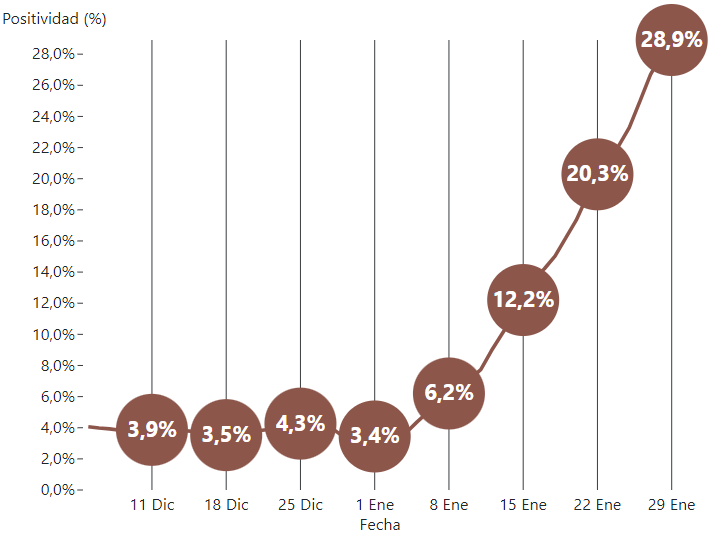 Positividad (%)
28,0%
26,0%
24,0%
22,0%
20,0%
18,0%
16,0%
14,0%
12,0%
10,0%
8,0%
6,0%
4,0%
2,0%
0,0%
3,9%
3,5%
4,3%
3,4%
6,2%
12,2%
20,3%
28,9%
11 Dic
18 Dic
25 Dic
1 Ene
8 Ene
15 Ene
22 Ene
29 Ene
Fecha